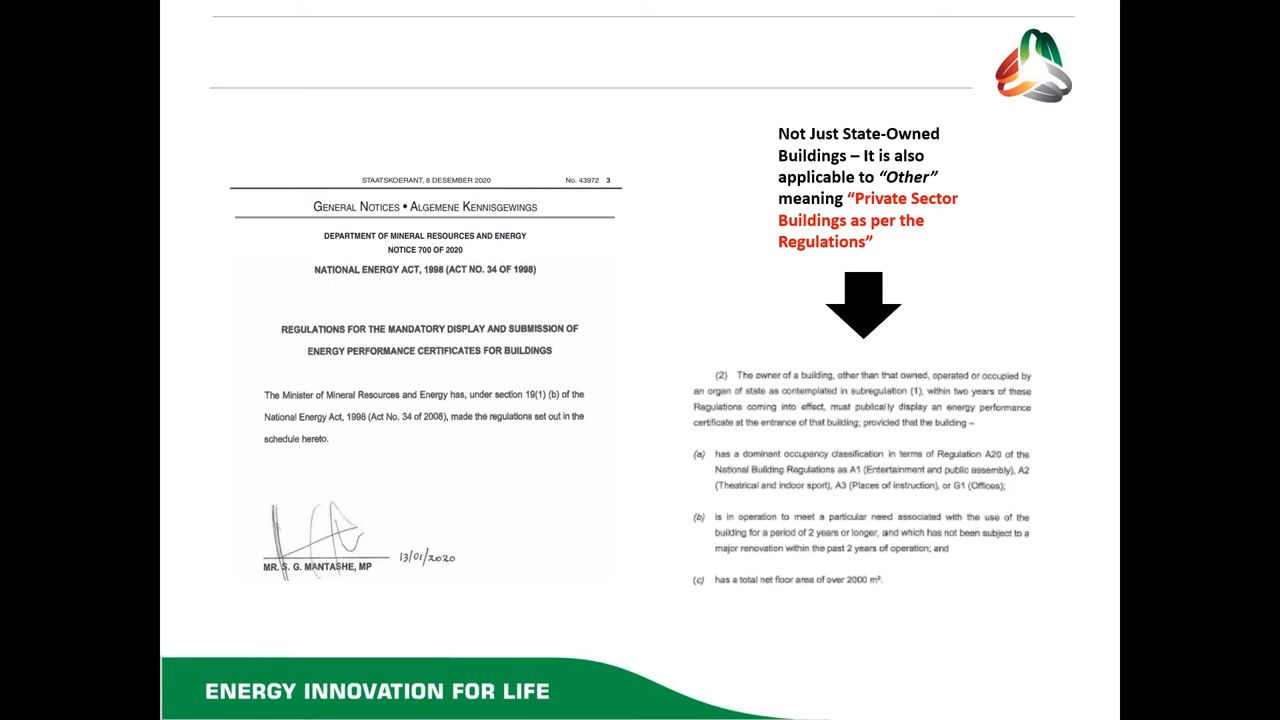 STAATSKOERANT, 8 DESEMBER 2020 No. 43972 3
GENERAL NOTICES • ALGEMENE KENNISGEWINGS
DEPARTMENT OF MINERAL RESOURCES AND ENERGY
NOTICE 700 OF 2020
NATIONAL ENERGY ACT, 1998 (ACT NO. 34 OF 1998)
REGULATIONS FOR THE MANDATORY DISPLAY AND SUBMISSION OF
ENERGY PERFORMANCE CERTIFICATES FOR BUILDINGS
The Minister of Mineral Resources and Energy has, under section 19(1) (b) of the
National Energy Act, 1998 (Act No. 34 of 2008), made the regulations set out in the
schedule hereto.
13/01/2020
MR. S. G. MANTASHE, MP
Not Just State-Owned
Buildings – It is also
applicable to “Other”
meaning “Private Sector
Buildings as per the
Regulations”
(2) The owner of a building, other than that owned, operated or occupied by
an organ of state as contemplated in subregulation (1), within two years of these
Regulations coming into effect, must publically display an energy performance
certificate at the entrance of that building; provided that the building –
(a) has a dominant occupancy classification in terms of Regulation A20 of the
National Building Regulations as A1 (Entertainment and public assembly), A2
(Theatrical and indoor sport), A3 (Places of instruction), or G1 (Offices);
(b) is in operation to meet a particular need associated with the use of the
building for a period of 2 years or longer, and which has not been subject to a
major renovation within the past 2 years of operation; and
(c) has a total net floor area of over 2000 m².
ENERGY INNOVATION FOR LIFE